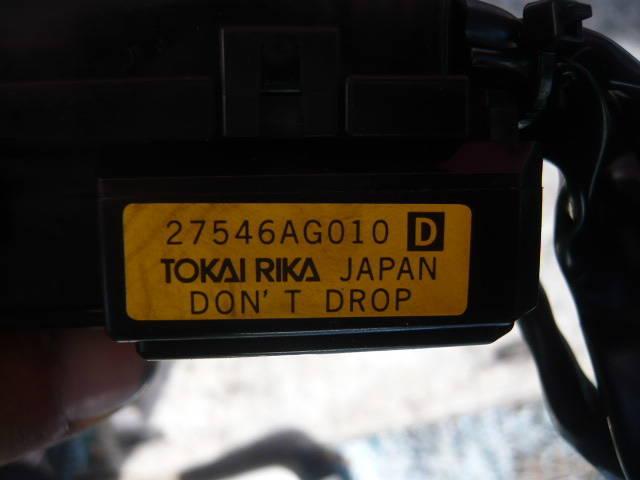 27546AG010 D
TOKAI RIKA JAPAN
DON'T DROP